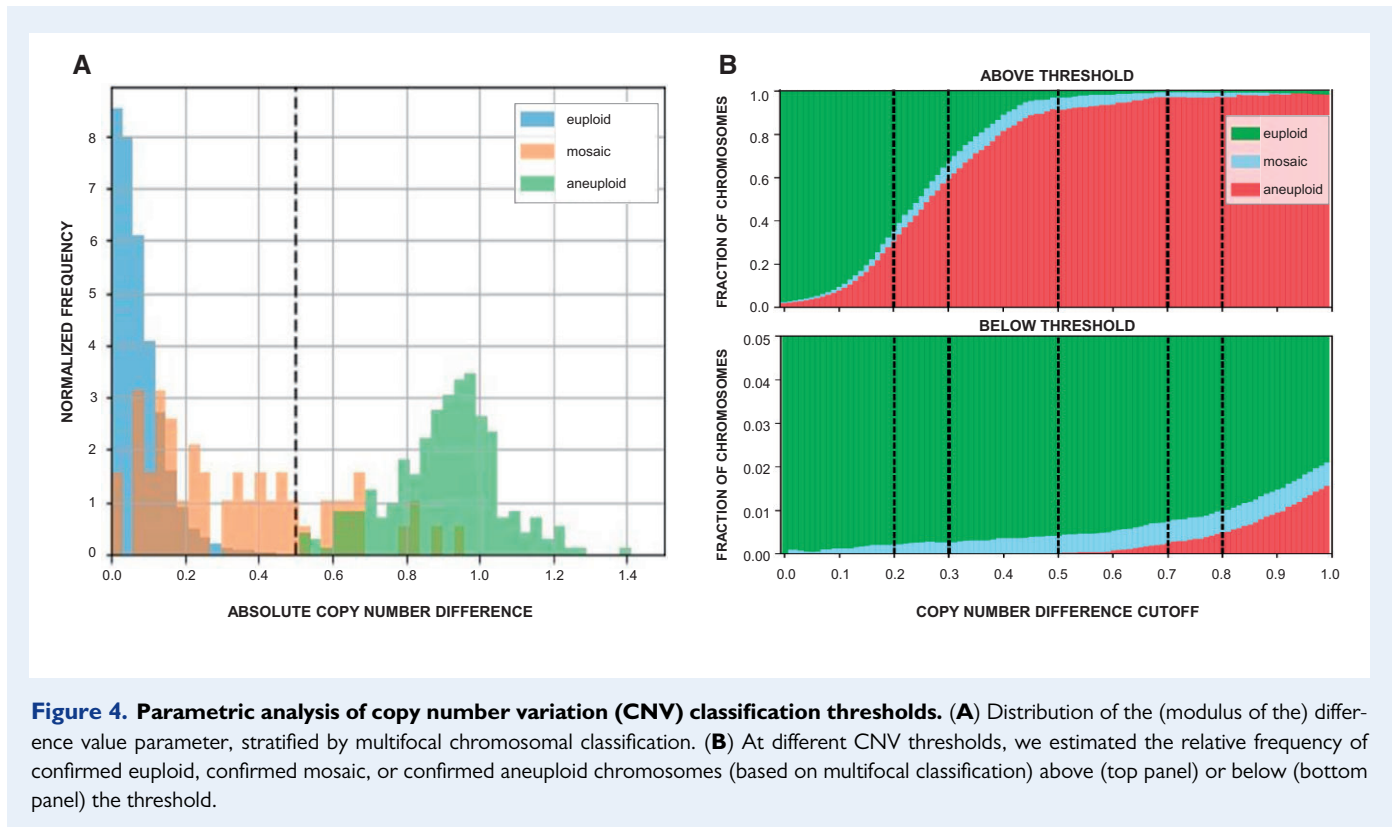 A
NORMALIZED FREQUENCY
8
7
6
5
4
3
2
1
0
0.0 0.2 0.4 0.6 0.8 1.0 1.2 1.4
ABSOLUTE COPY NUMBER DIFFERENCE
euploid
mosaic
aneuploid
B
ABOVE THRESHOLD
FRACTION OF CHROMOSOMES
1.0
0.8
0.6
0.4
0.2
0.0
euploid
mosaic
aneuploid
BELOW THRESHOLD
FRACTION OF CHROMOSOMES
0.05
0.04
0.03
0.02
0.01
0.00
0.0 0.1 0.2 0.3 0.4 0.5 0.6 0.7 0.8 0.9 1.0
COPY NUMBER DIFFERENCE CUTOFF
Figure 4. Parametric analysis of copy number variation (CNV) classification thresholds. (A) Distribution of the (modulus of the) differ-
ence value parameter, stratified by multifocal chromosomal classification. (B) At different CNV thresholds, we estimated the relative frequency of
confirmed euploid, confirmed mosaic, or confirmed aneuploid chromosomes (based on multifocal classification) above (top panel) or below (bottom
panel) the threshold.